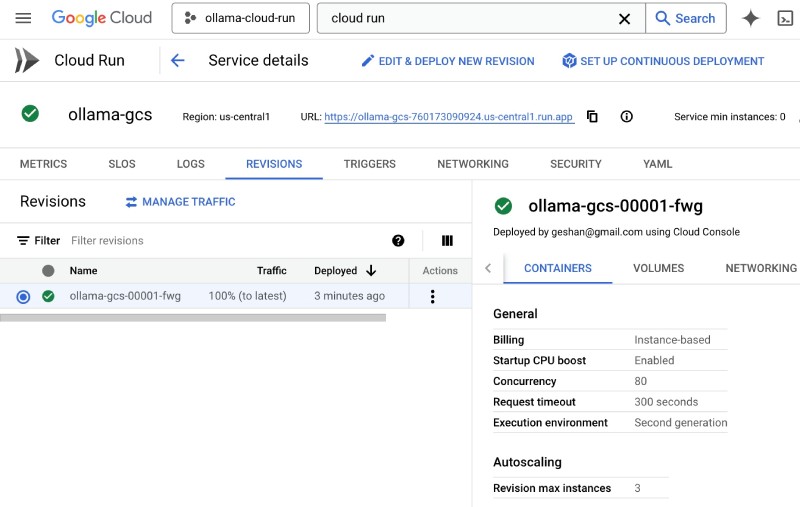 Google Cloud
ollama-cloud-run
cloud run
Search
Cloud Run
Service details
EDIT & DEPLOY NEW REVISION
SET UP CONTINUOUS DEPLOYMENT
ollama-gcs
Region: us-central1
URL: https://ollama-gcs-760173090924.us-central1.run.app
Service min instances: 0
METRICS
SLOS
LOGS
REVISIONS
TRIGGERS
NETWORKING
SECURITY
YAML
Revisions
MANAGE TRAFFIC
Filter Filter revisions
Name Traffic Deployed Actions
ollama-gcs-00001-fwg 100% (to latest) 3 minutes ago
ollama-gcs-00001-fwg
Deployed by geshan@gmail.com using Cloud Console
CONTAINERS
VOLUMES
NETWORKING
General
Billing Instance-based
Startup CPU boost Enabled
Concurrency 80
Request timeout 300 seconds
Execution environment Second generation
Autoscaling
Revision max instances 3